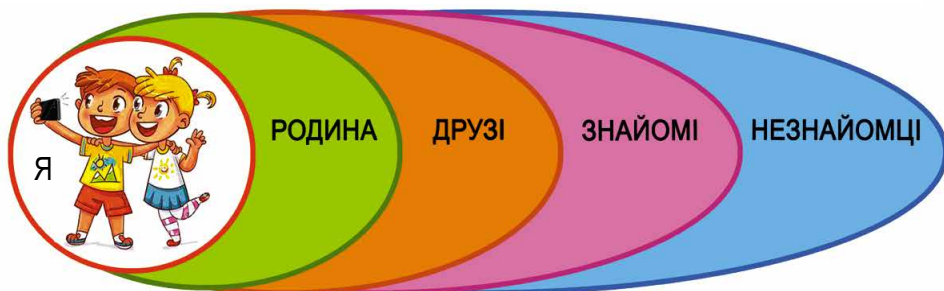 Я
РОДИНА
ДРУЗІ
ЗНАЙОМІ
НЕЗНАЙОМЦІ